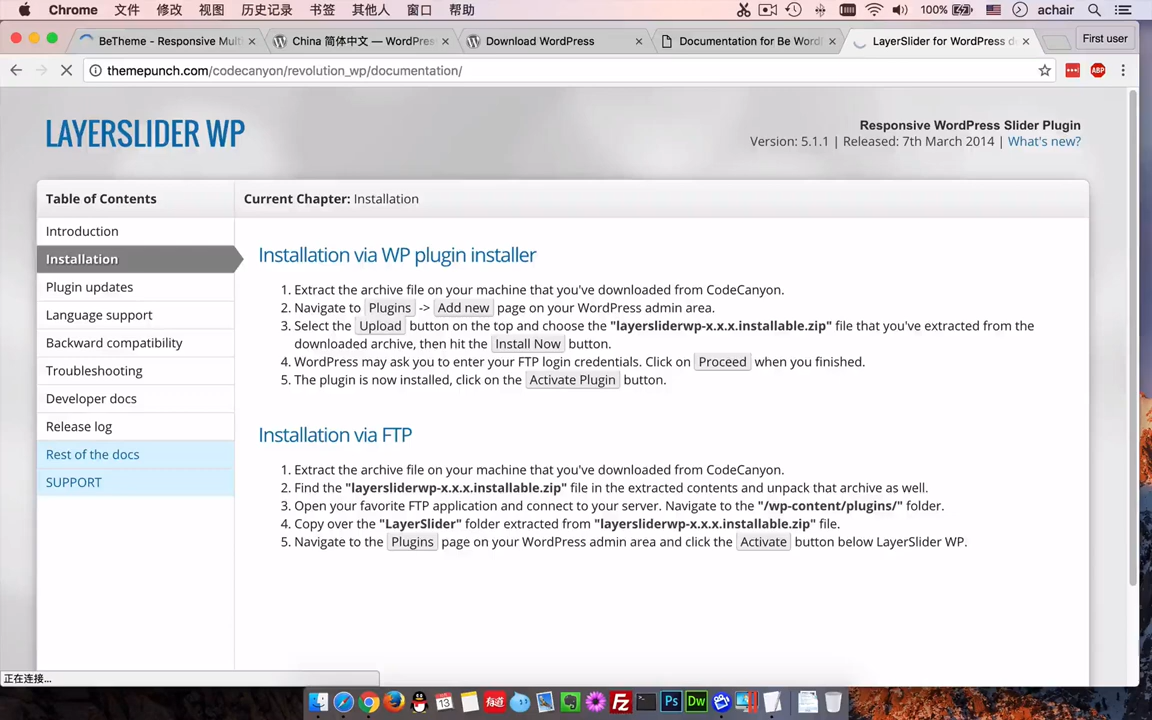 Chrome 文件 修改 视图 历史记录 书签 其他人 窗口 帮助 100% achair
BeTheme - Responsive Mult
China 简体中文 — WordPres
Download WordPress
Documentation for Be Word
LayerSlider for WordPress d
First user
themepunch.com/codecanyon/revolution_wp/documentation/
ABP
LAYERSLIDER WP
Responsive WordPress Slider Plugin
Version: 5.1.1 | Released: 7th March 2014 | What's new?
Table of Contents
Current Chapter: Installation
Introduction
Installation
Plugin updates
Language support
Backward compatibility
Troubleshooting
Developer docs
Release log
Rest of the docs
SUPPORT
Installation via WP plugin installer
1. Extract the archive file on your machine that you've downloaded from CodeCanyon.
2. Navigate to Plugins -> Add new page on your WordPress admin area.
3. Select the Upload button on the top and choose the "layersliderwp-x.x.x.installable.zip" file that you've extracted from the
downloaded archive, then hit the Install Now button.
4. WordPress may ask you to enter your FTP login credentials. Click on Proceed when you finished.
5. The plugin is now installed, click on the Activate Plugin button.
Installation via FTP
1. Extract the archive file on your machine that you've downloaded from CodeCanyon.
2. Find the "layersliderwp-x.x.x.installable.zip" file in the extracted contents and unpack that archive as well.
3. Open your favorite FTP application and connect to your server. Navigate to the "/wp-content/plugins/" folder.
4. Copy over the "LayerSlider" folder extracted from "layersliderwp-x.x.x.installable.zip" file.
5. Navigate to the Plugins page on your WordPress admin area and click the Activate button below LayerSlider WP.
正在连接...
13 有道 Fz Ps Dw